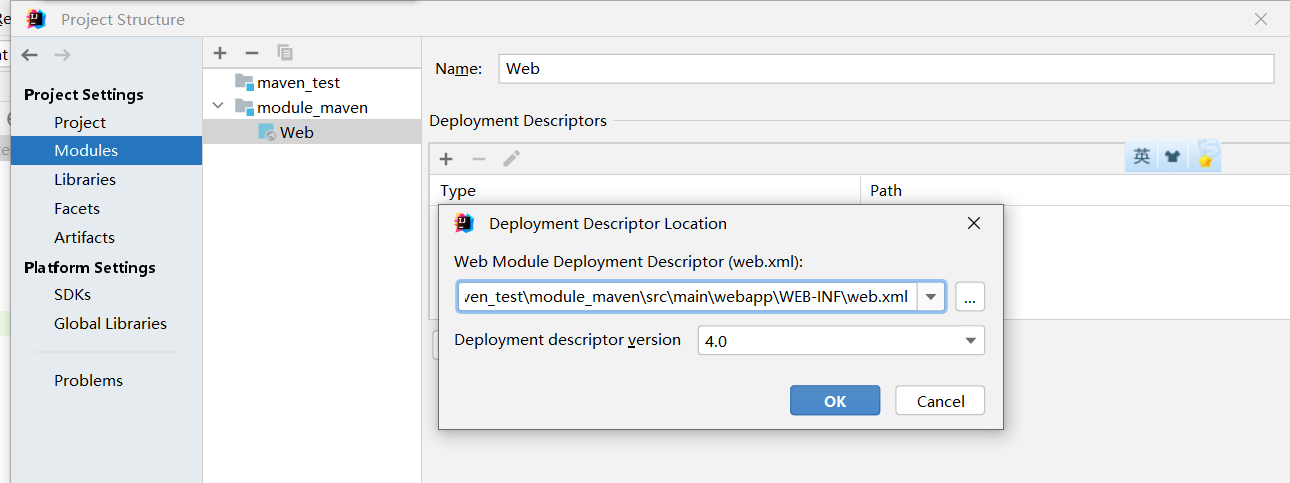 Project Structure
Project Settings
Project
Modules
Libraries
Facets
Artifacts
Platform Settings
SDKs
Global Libraries
Problems
maven_test
module_maven
Web
Name: Web
Deployment Descriptors
英
Type Path
Deployment Descriptor Location
Web Module Deployment Descriptor (web.xml):
ven_test\module_maven\src\main\webapp\WEB-INF\web.xml
...
Deployment descriptor version 4.0
OK Cancel